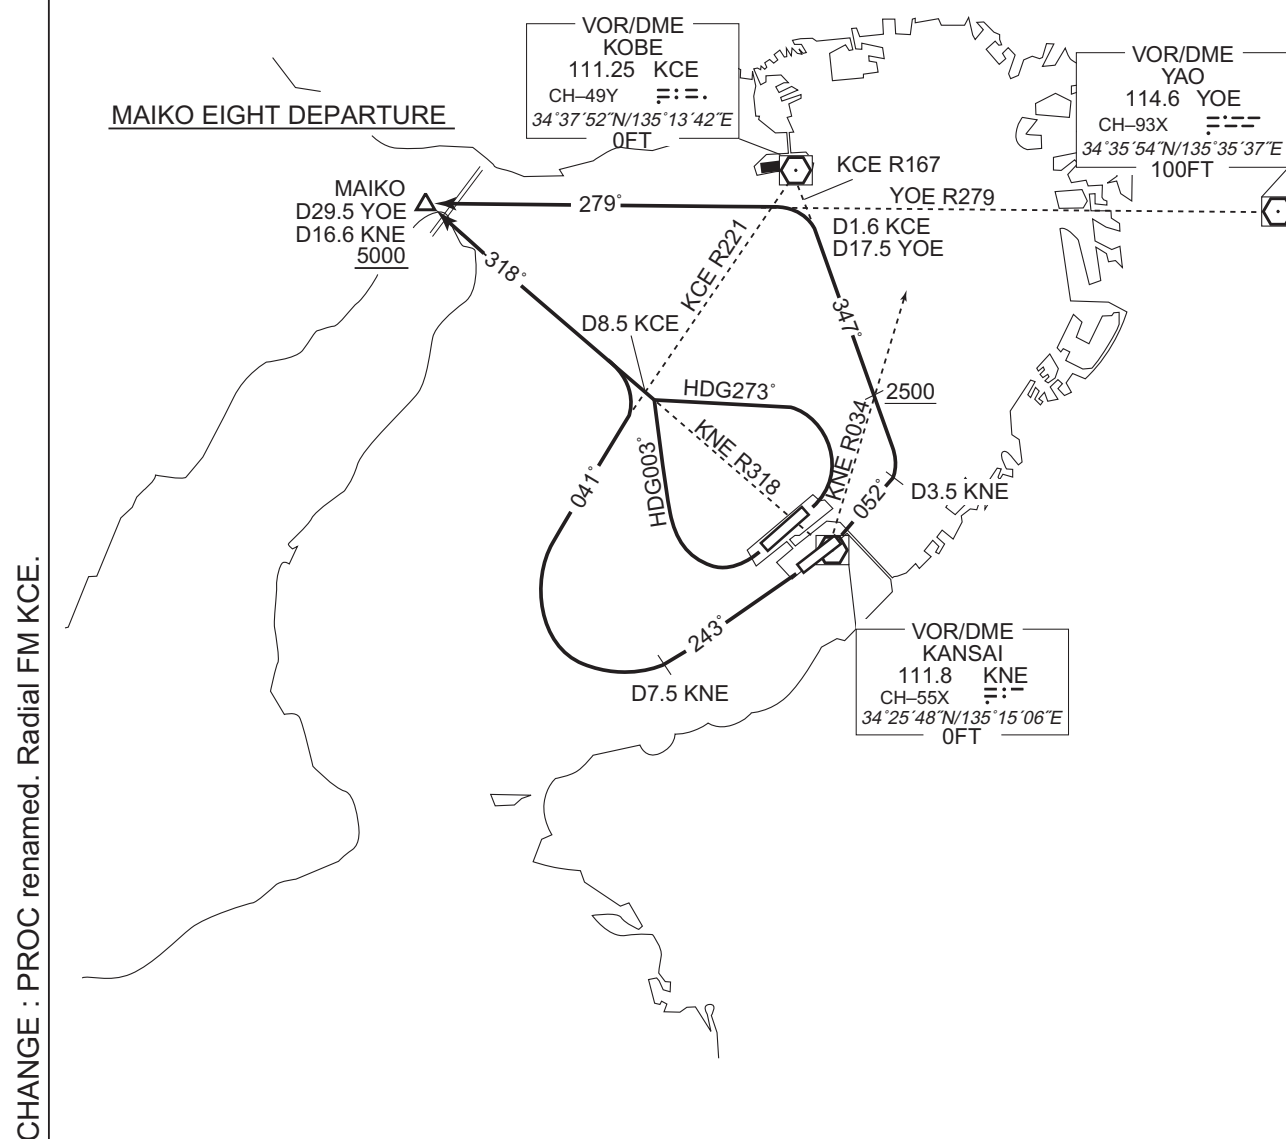 VOR/DME
KOBE
111.25 KCE
CH–49Y
34°37´52˝N/135°13´42˝E
0FT
VOR/DME
YAO
114.6 YOE
CH–93X
34°35´54˝N/135°35´37˝E
100FT
MAIKO EIGHT DEPARTURE
MAIKO
D29.5 YOE
D16.6 KNE
5000
279°
KCE R167
YOE R279
D1.6 KCE
D17.5 YOE
318°
KCE R221
347°
D8.5 KCE
HDG273°
2500
KNE R034
KNE R318
HDG003°
041°
052°
D3.5 KNE
243°
D7.5 KNE
VOR/DME
KANSAI
111.8 KNE
CH–55X
34°25´48˝N/135°15´06˝E
0FT
CHANGE : PROC renamed. Radial FM KCE.